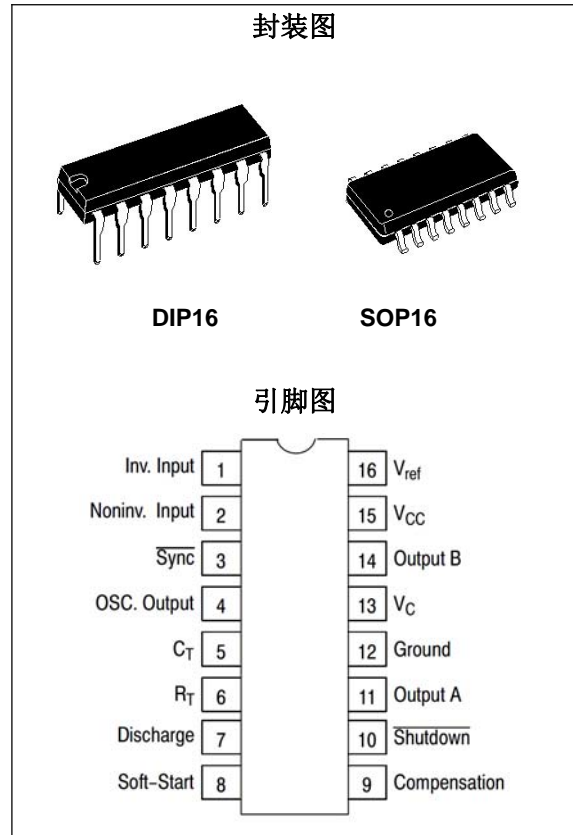 封装图
DIP16 SOP16
引脚图
Inv. Input 1 16 Vref
Noninv. Input 2 15 VCC
Sync 3 14 Output B
OSC. Output 4 13 VC
CT 5 12 Ground
RT 6 11 Output A
Discharge 7 10 Shutdown
Soft-Start 8 9 Compensation